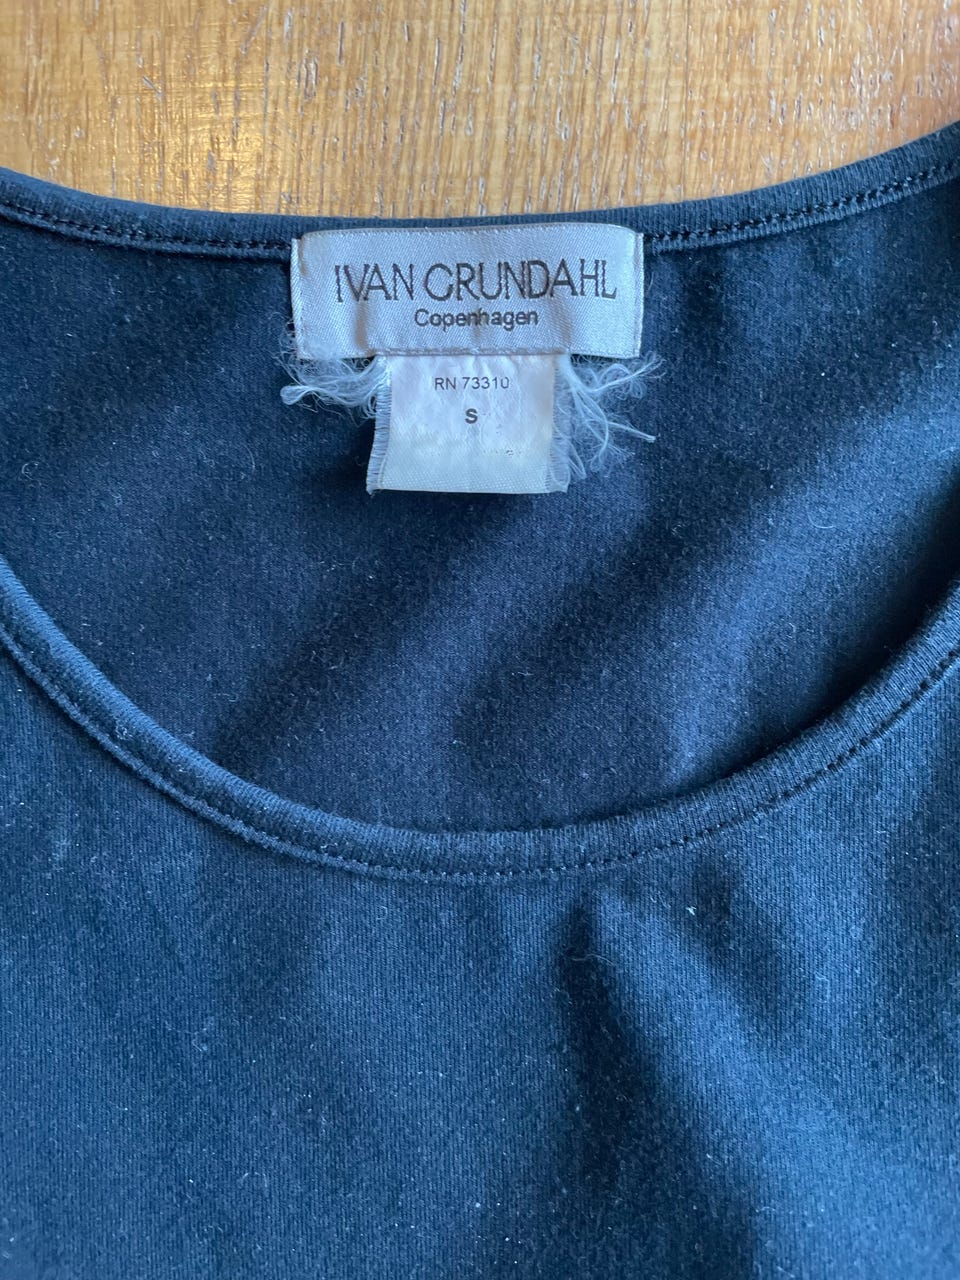 IVAN GRUNDAHL
Copenhagen
RN 73310
S